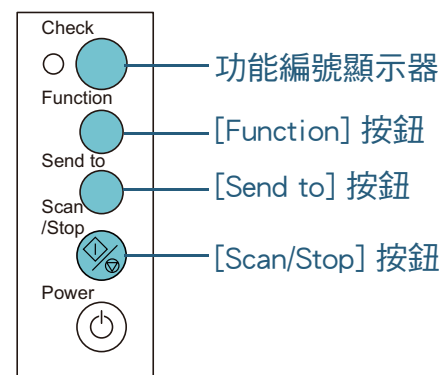 Check
功能編號顯示器
Function
[Function] 按鈕
Send to
[Send to] 按鈕
Scan
/Stop
[Scan/Stop] 按鈕
Power